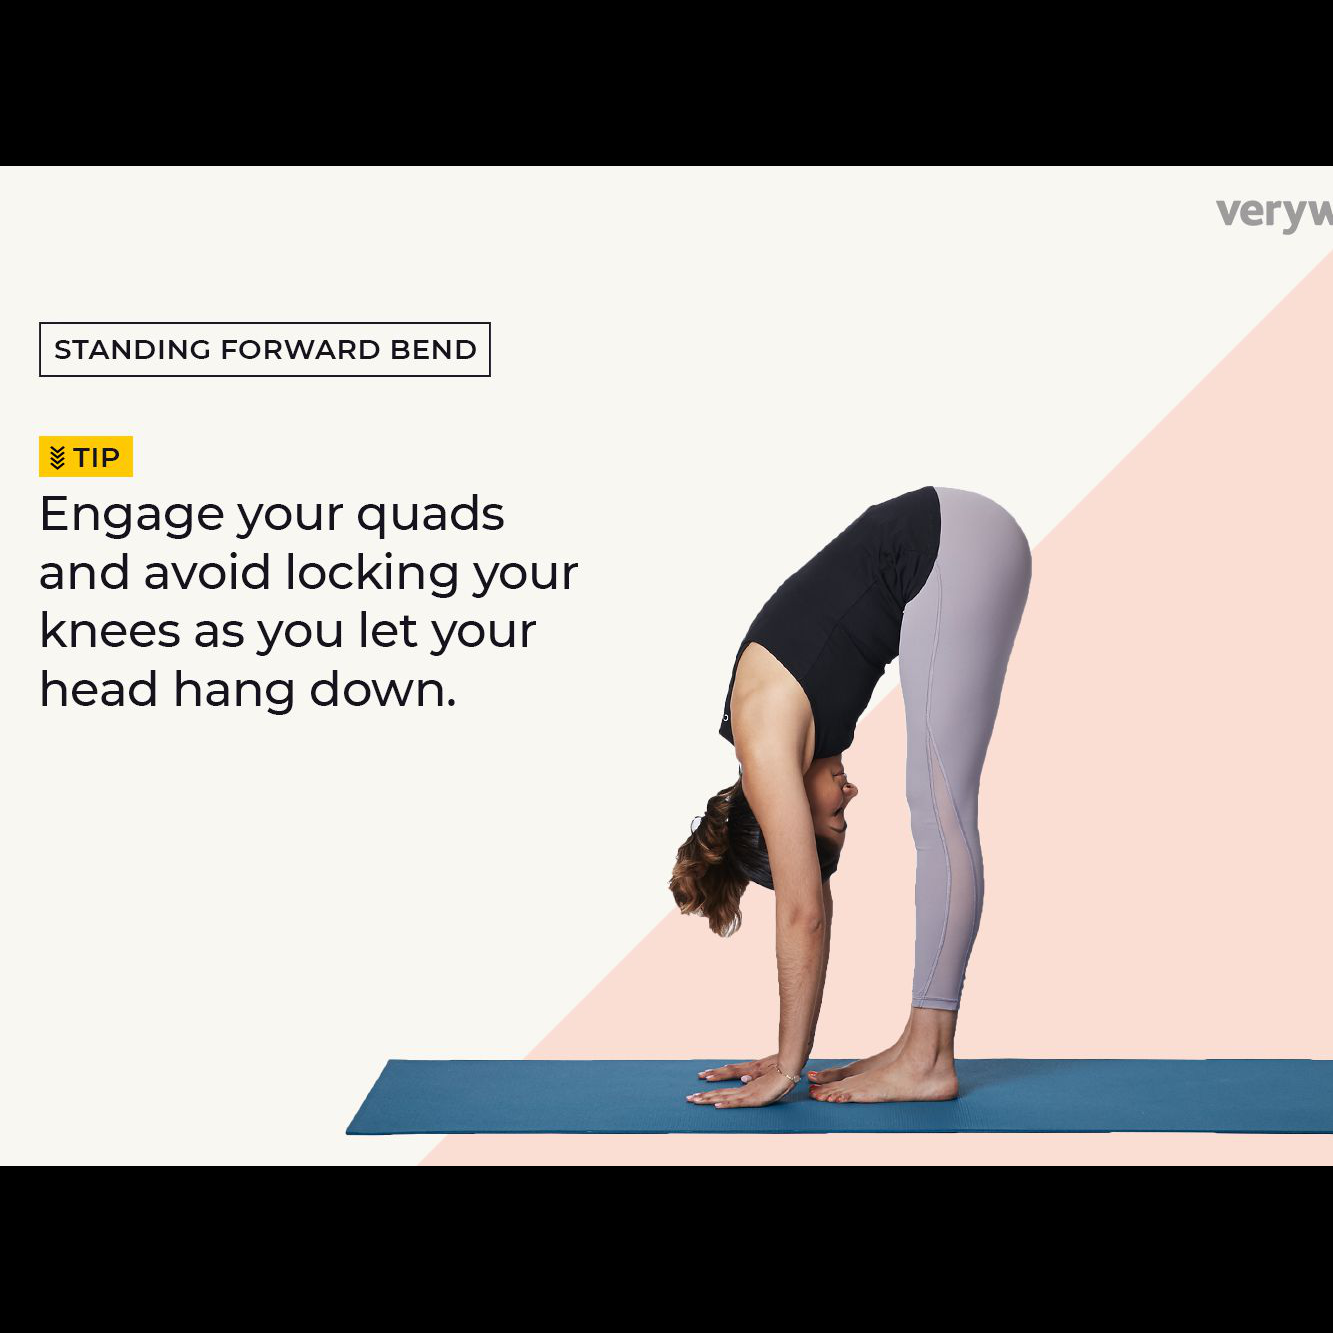 veryw
STANDING FORWARD BEND
TIP
Engage your quads
and avoid locking your
knees as you let your
head hang down.